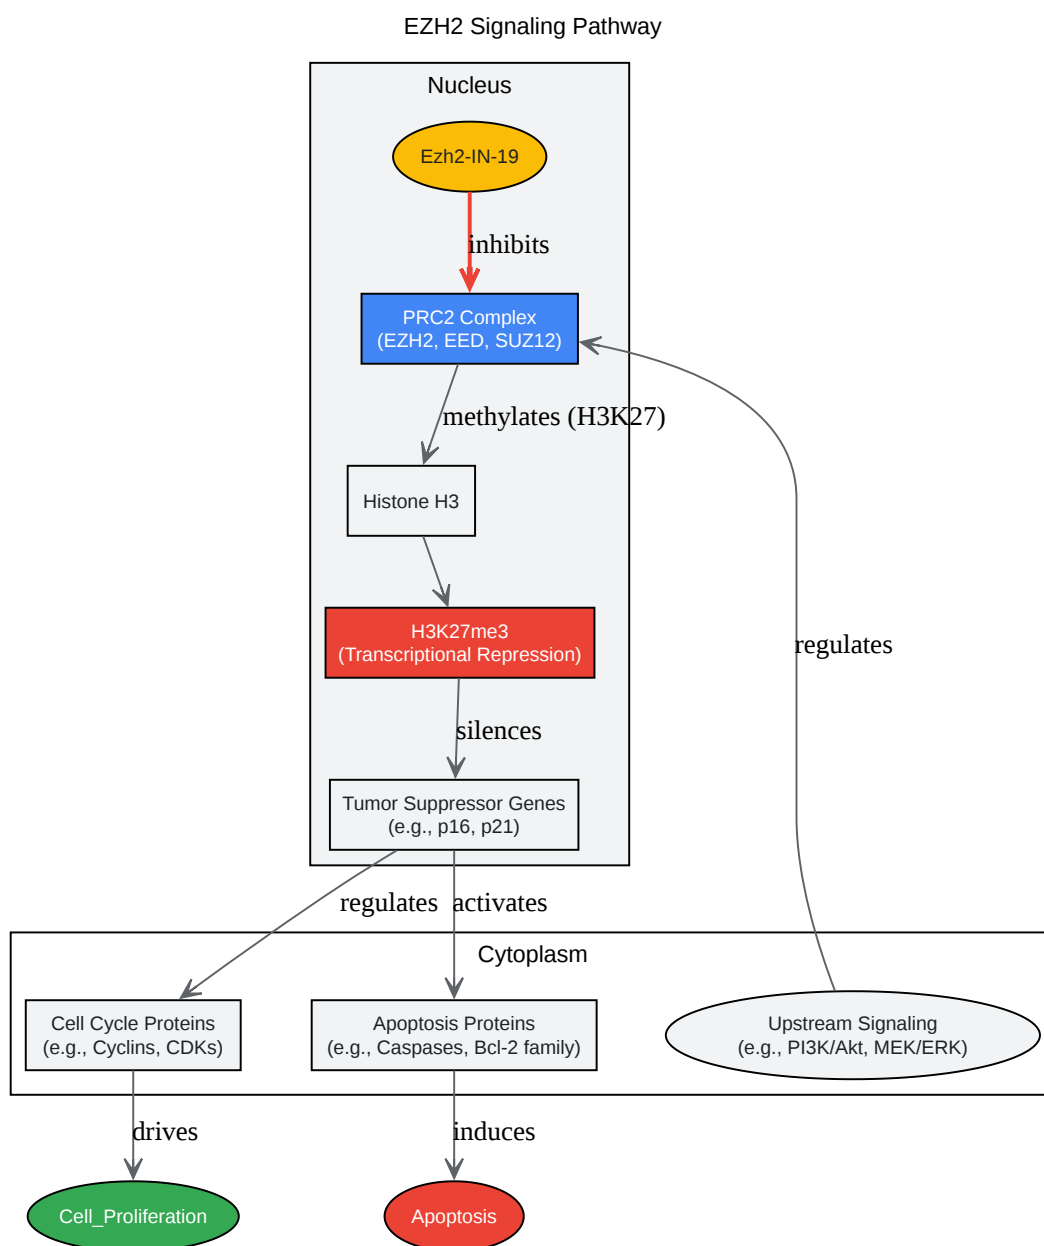 EZH2 Signaling Pathway
Nucleus
Ezh2-IN-19
inhibits
PRC2 Complex
(EZH2, EED, SUZ12)
methylates (H3K27)
Histone H3
H3K27me3
(Transcriptional Repression)
regulates
silences
Tumor Suppressor Genes
(e.g., p16, p21)
regulates
activates
Cytoplasm
Cell Cycle Proteins
(e.g., Cyclins, CDKs)
Apoptosis Proteins
(e.g., Caspases, Bcl-2 family)
Upstream Signaling
(e.g., PI3K/Akt, MEK/ERK)
drives
induces
Cell_Proliferation
Apoptosis